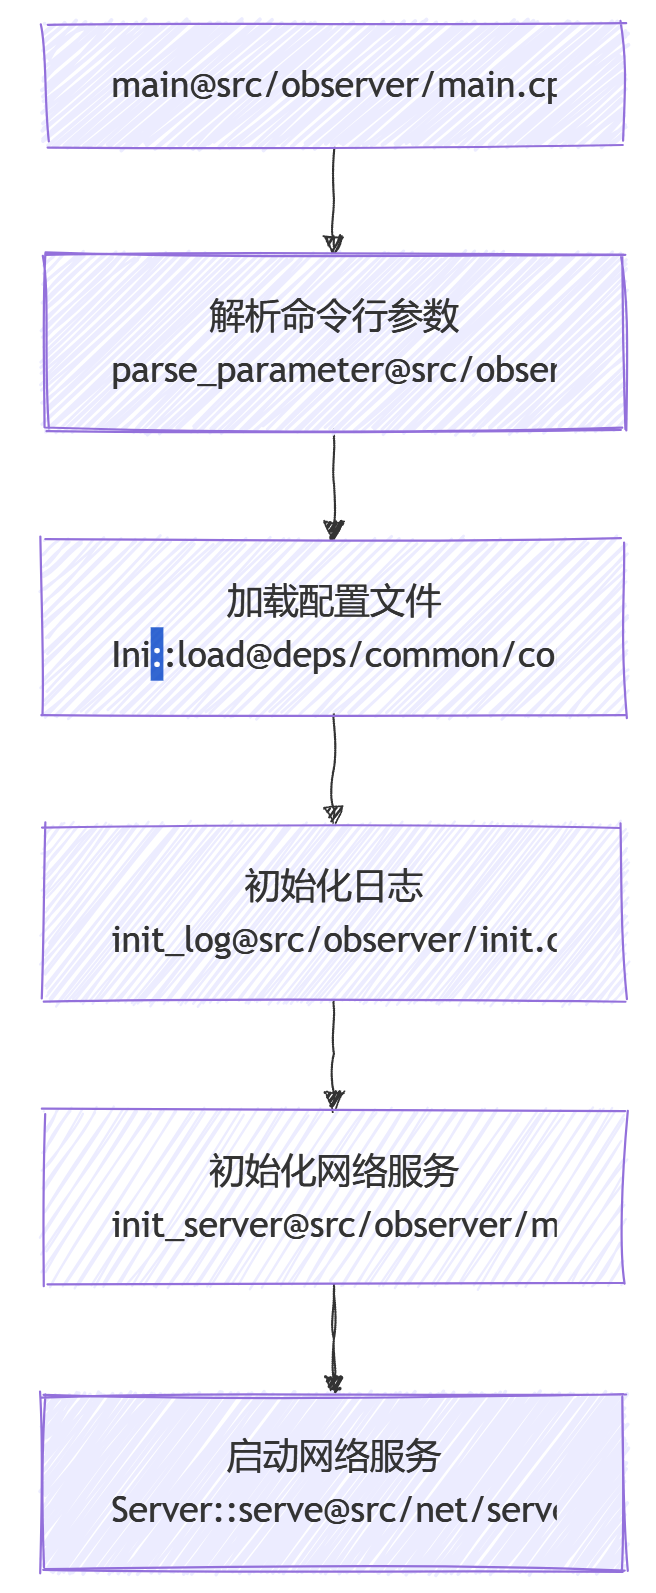 main@src/observer/main.cp
解析命令行参数
parse_parameter@src/obser
加载配置文件
Ini::load@deps/common/co
初始化日志
init_log@src/observer/init.c
初始化网络服务
init_server@src/observer/m
启动网络服务
Server::serve@src/net/serve